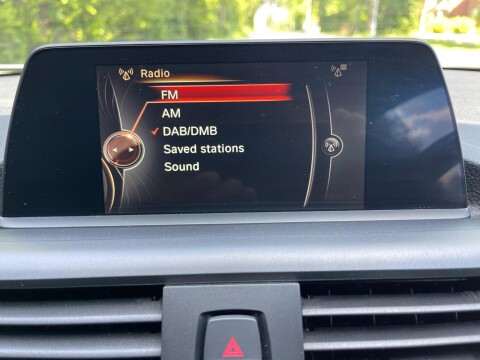 Radio
FM
AM
DAB/DMB
Saved stations
Sound